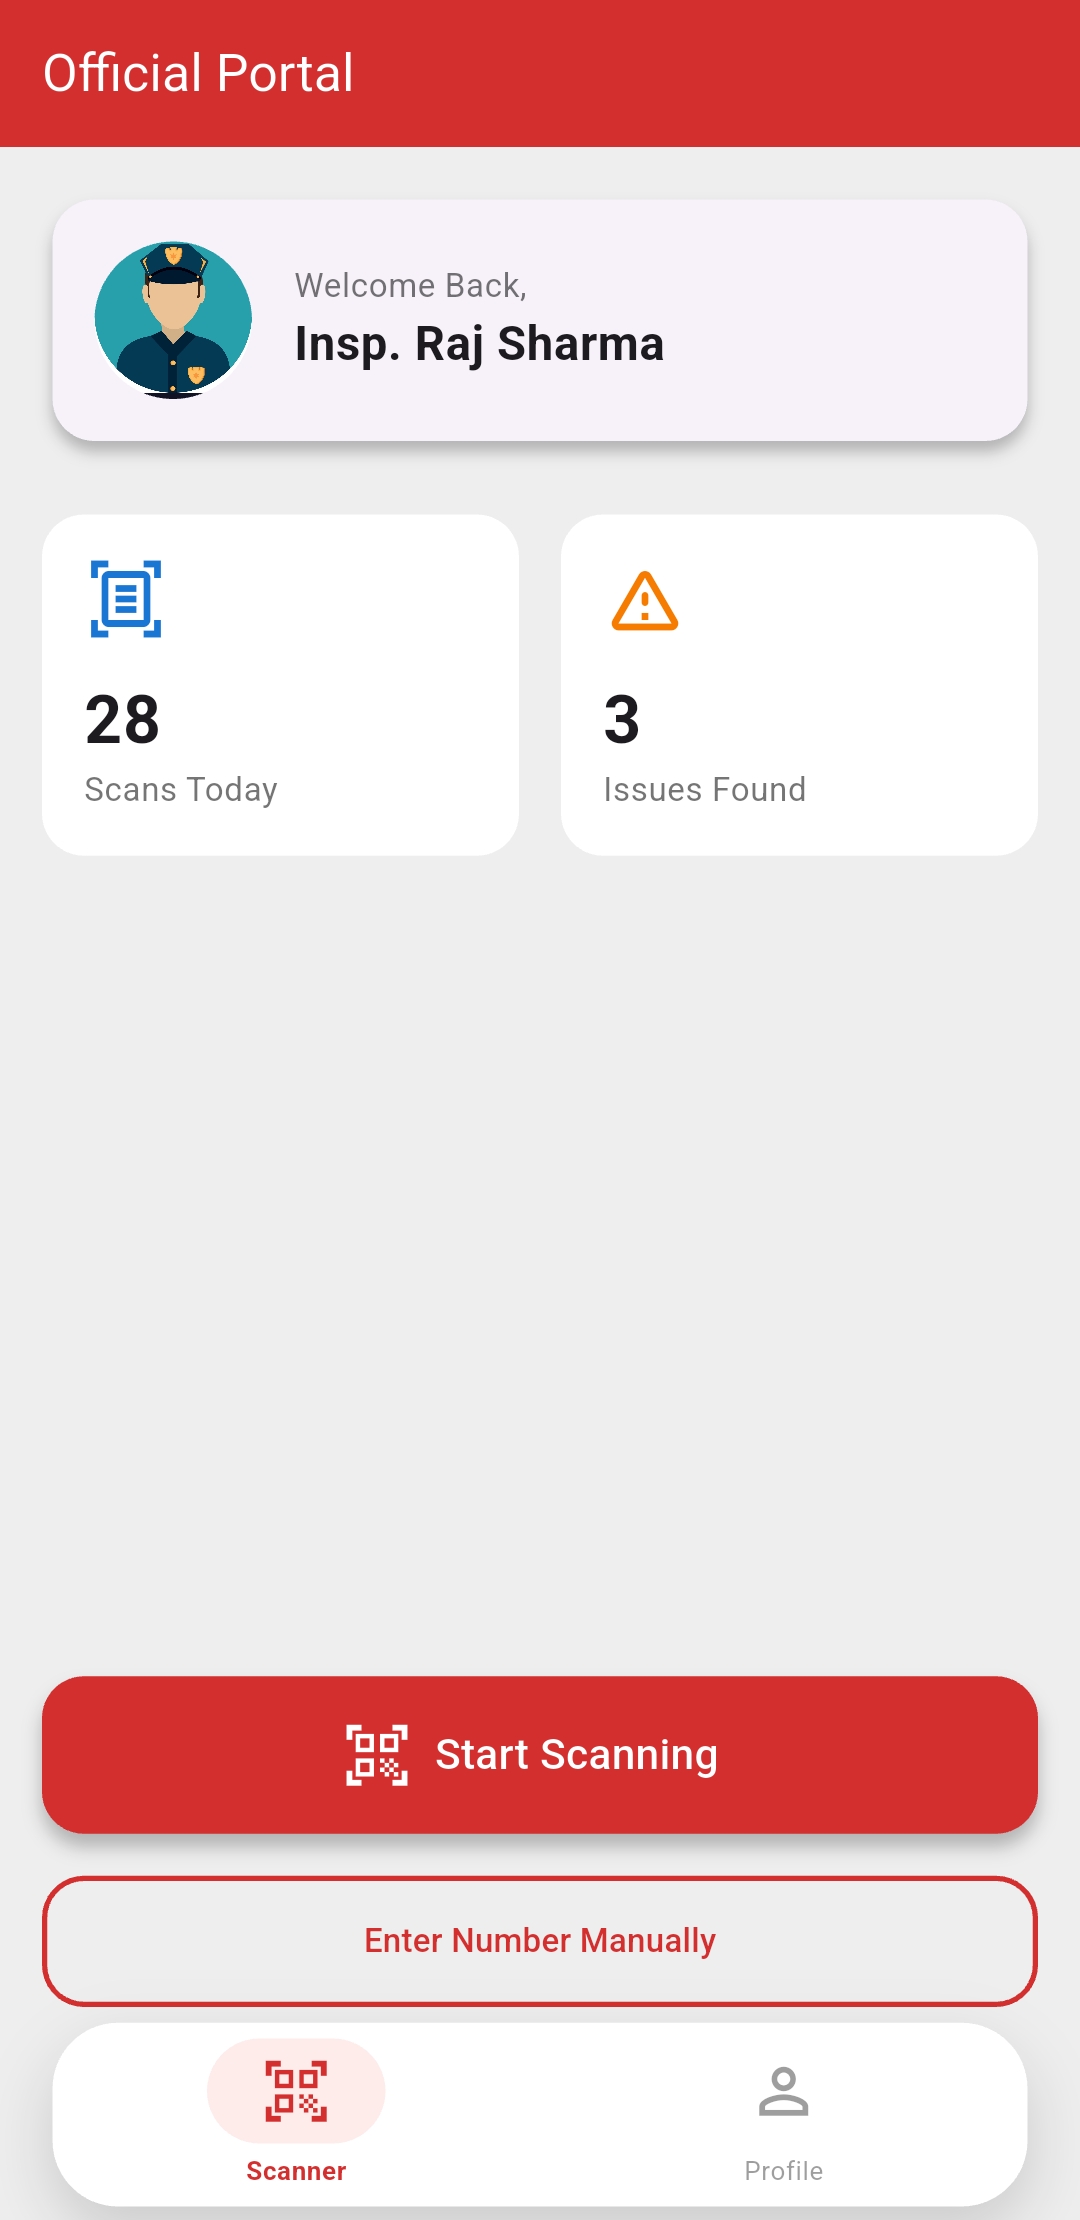 Official Portal
Welcome Back,
Insp. Raj Sharma
28
Scans Today
3
Issues Found
Start Scanning
Enter Number Manually
Scanner
Profile